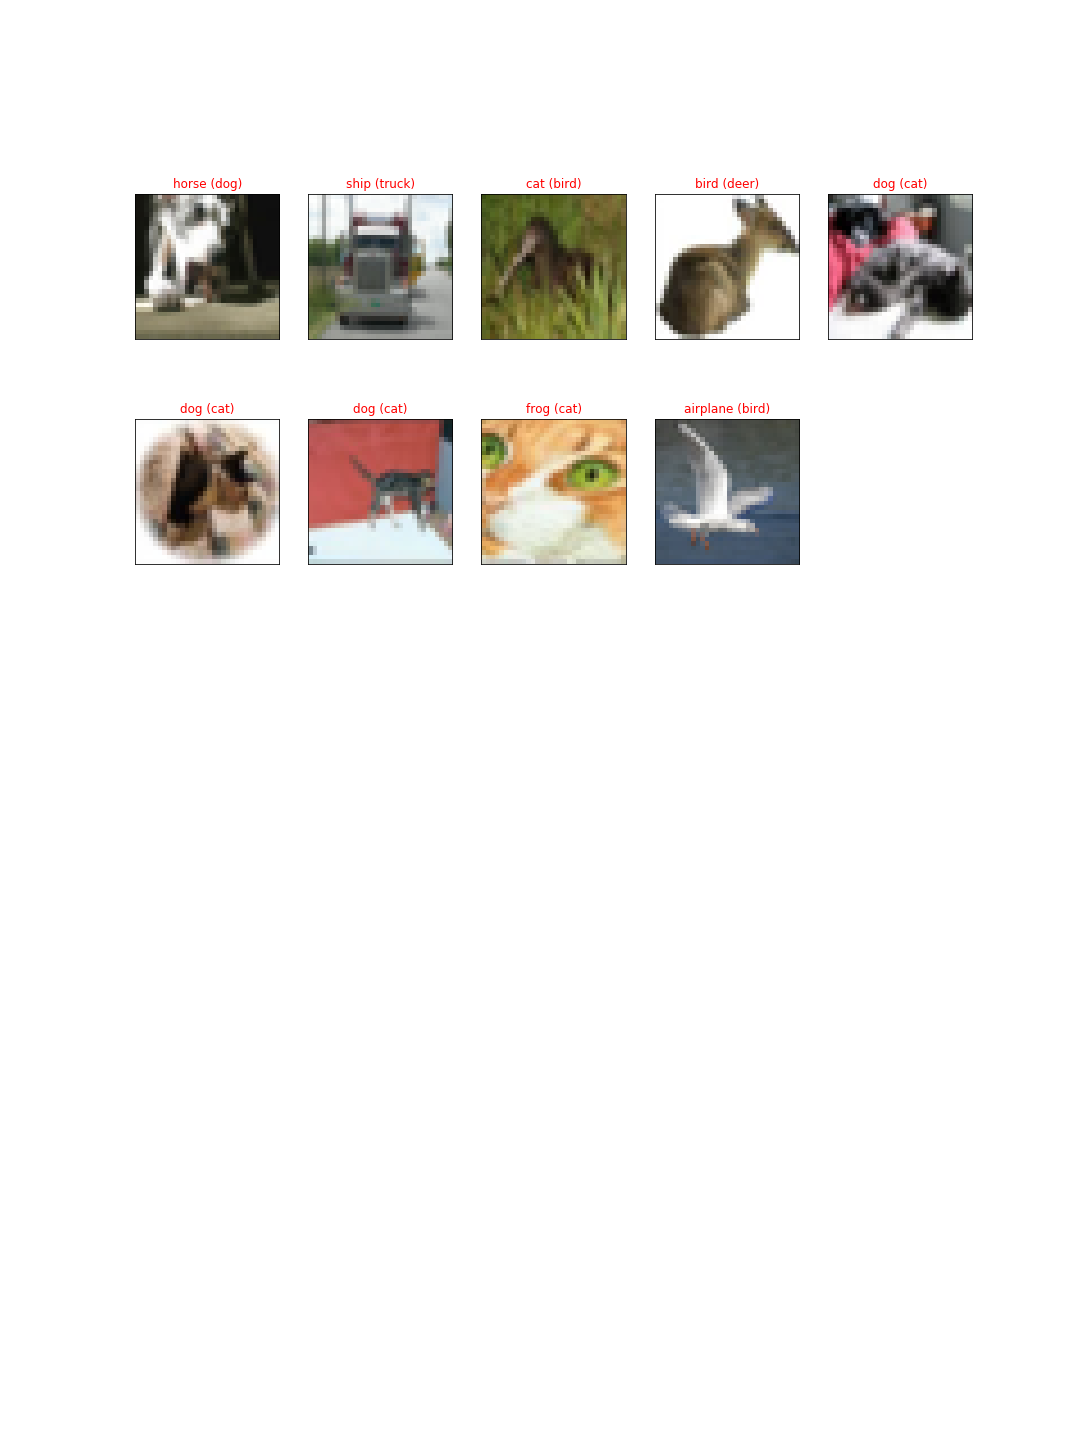 horse (dog)
ship (truck)
cat (bird)
bird (deer)
dog (cat)
dog (cat)
dog (cat)
frog (cat)
airplane (bird)